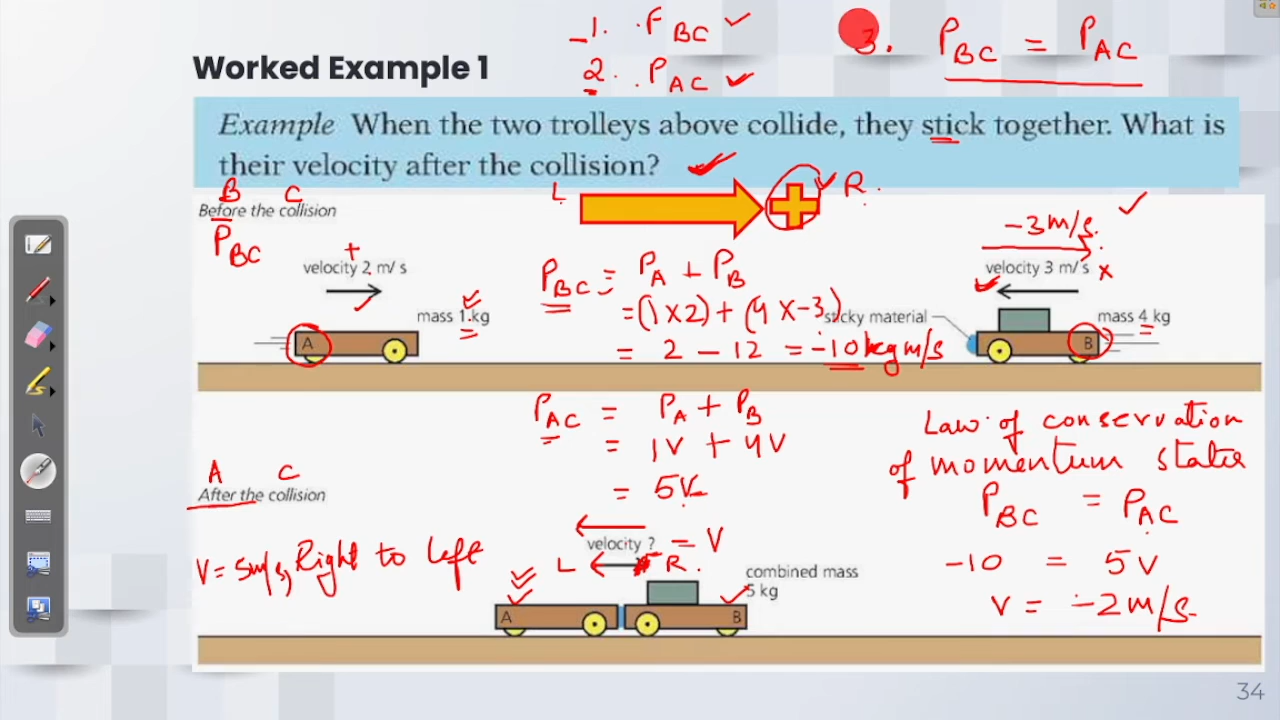 _1. . F BC ✓
2. . P AC ✓
3. P BC = P AC
Worked Example 1
Example When the two trolleys above collide, they stick together. What is
their velocity after the collision?
B C
Before the collision
P BC
L
R.
+
velocity 2 m/s
mass 1 kg
P BC = P A + P B
= (1 x 2) + (4 x -3)
= 2 - 12 = -10 kg m/s
-3 m/s.
velocity 3 m/s x
sticky material
mass 4 kg
A
B
P AC = P A + P B
= 1V + 4V
= 5V
Law of conservation
of momentum states
P BC = P AC
-10 = 5V
V = -2 m/s.
A C
After the collision
V = 5m/s, Right to left
velocity ? = V
L R.
combined mass
5 kg
A
B
34